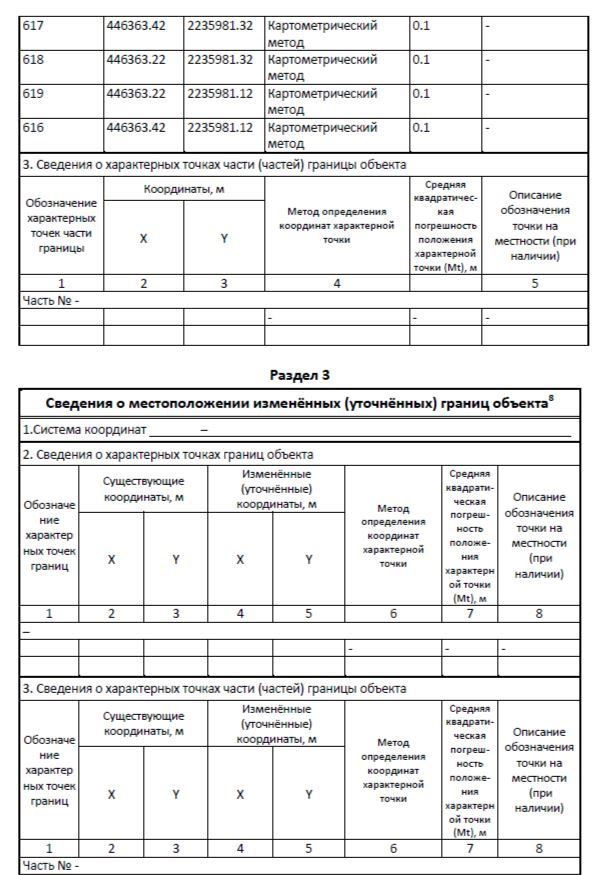 617 446363.42 2235981.32 Картометрический метод 0.1 -
618 446363.22 2235981.32 Картометрический метод 0.1 -
619 446363.22 2235981.12 Картометрический метод 0.1 -
616 446363.42 2235981.12 Картометрический метод 0.1 -
3. Сведения о характерных точках части (частей) границы объекта
Обозначение характерных точек части границы
Координаты, м
X
Y
Метод определения координат характерной точки
Средняя квадратичес-кая погрешность положения характерной точки (Mt), м
Описание обозначения точки на местности (при наличии)
1 2 3 4 5
Часть № -
- - -
Раздел 3
Сведения о местоположении изменённых (уточнённых) границ объекта8
1.Система координат –
2. Сведения о характерных точках границ объекта
Обозначе ние характер ных точек границ
Существующие координаты, м
X
Y
Изменённые (уточнённые) координаты, м
X
Y
Метод определения координат характерной точки
Средняя квадрати-ческая погреш-ность положе-ния характерн ой точки (Mt), м
Описание обозначения точки на местности (при наличии)
1 2 3 4 5 6 7 8
–
- - -
3. Сведения о характерных точках части (частей) границы объекта
Обозначе ние характер ных точек границ
Существующие координаты, м
X
Y
Изменённые (уточнённые) координаты, м
X
Y
Метод определения координат характерной точки
Средняя квадрати-ческая погреш-ность положе-ния характерн ой точки (Mt), м
Описание обозначения точки на местности (при наличии)
1 2 3 4 5 6 7 8
Часть № -